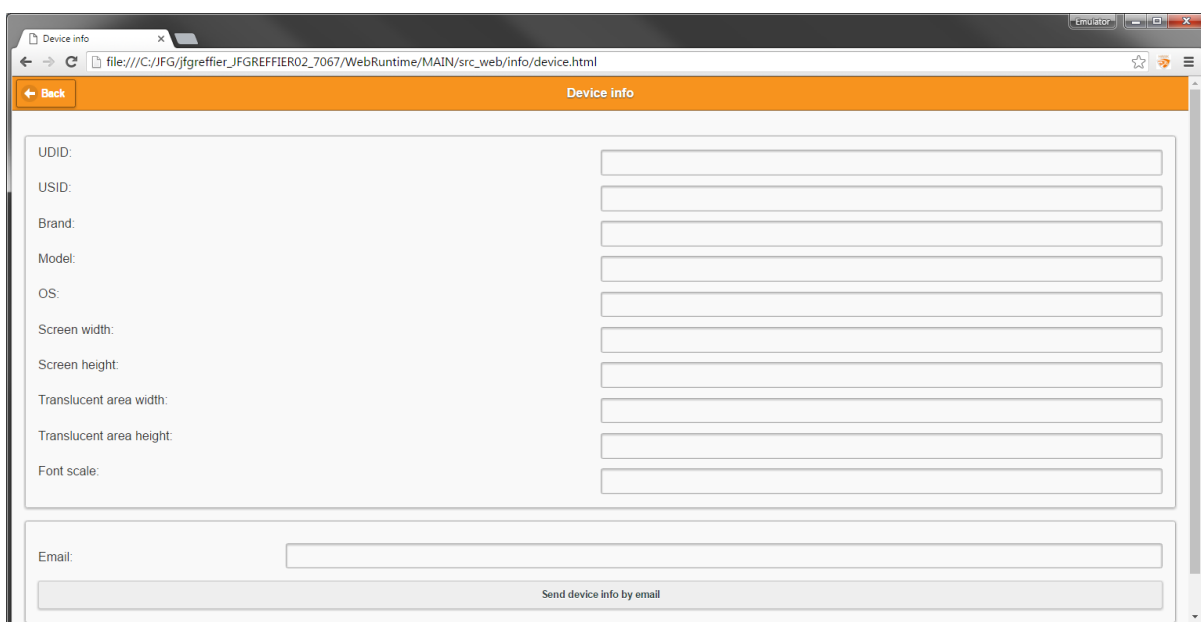 Emulator
Device info
file:///C:/JFG/jfgreffier_JFGREFFIER02_7067/WebRuntime/MAIN/src_web/info/device.html
Back
Device info
UDID:
USID:
Brand:
Model:
OS:
Screen width:
Screen height:
Translucent area width:
Translucent area height:
Font scale:
Email:
Send device info by email